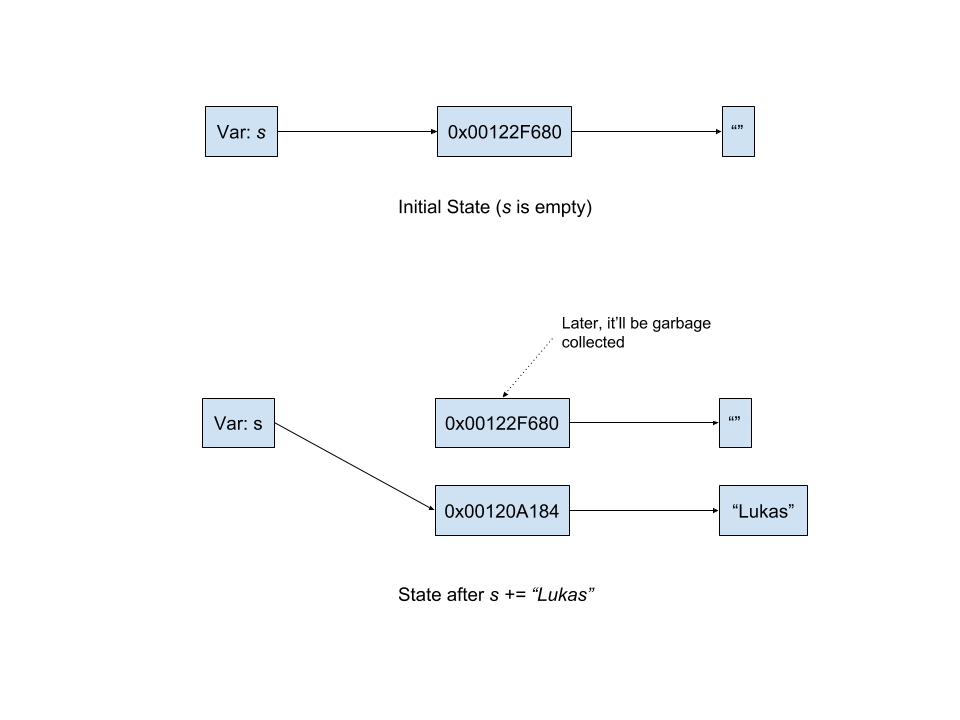 Var: s
0x00122F680
“”
Initial State (s is empty)
Later, it’ll be garbage
collected
Var: s
0x00122F680
“”
0x00120A184
“Lukas”
State after s += “Lukas”